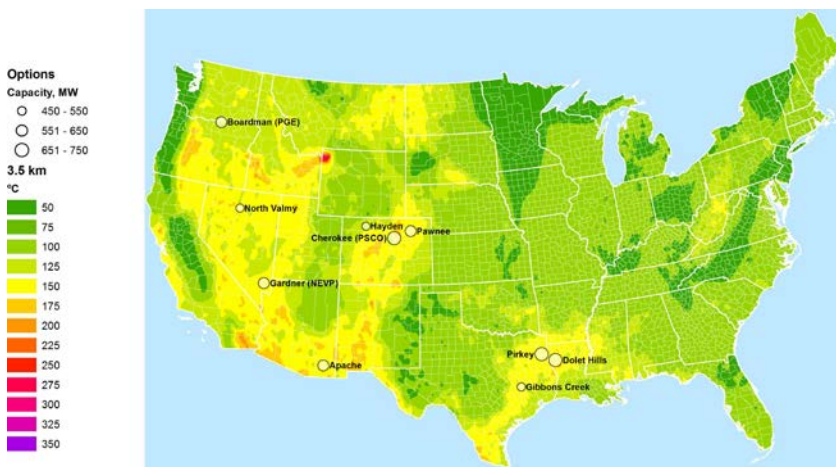 Options
Capacity, MW
450 - 550
551 - 650
651 - 750
3.5 km
°C
50
75
100
125
150
175
200
225
250
275
300
325
350
Boardman (PGE)
North Valmy
Hayden
Cherokee (PSCO)
Pawnee
Gardner (NEVP)
Apache
Pirkey
Dolet Hills
Gibbons Creek